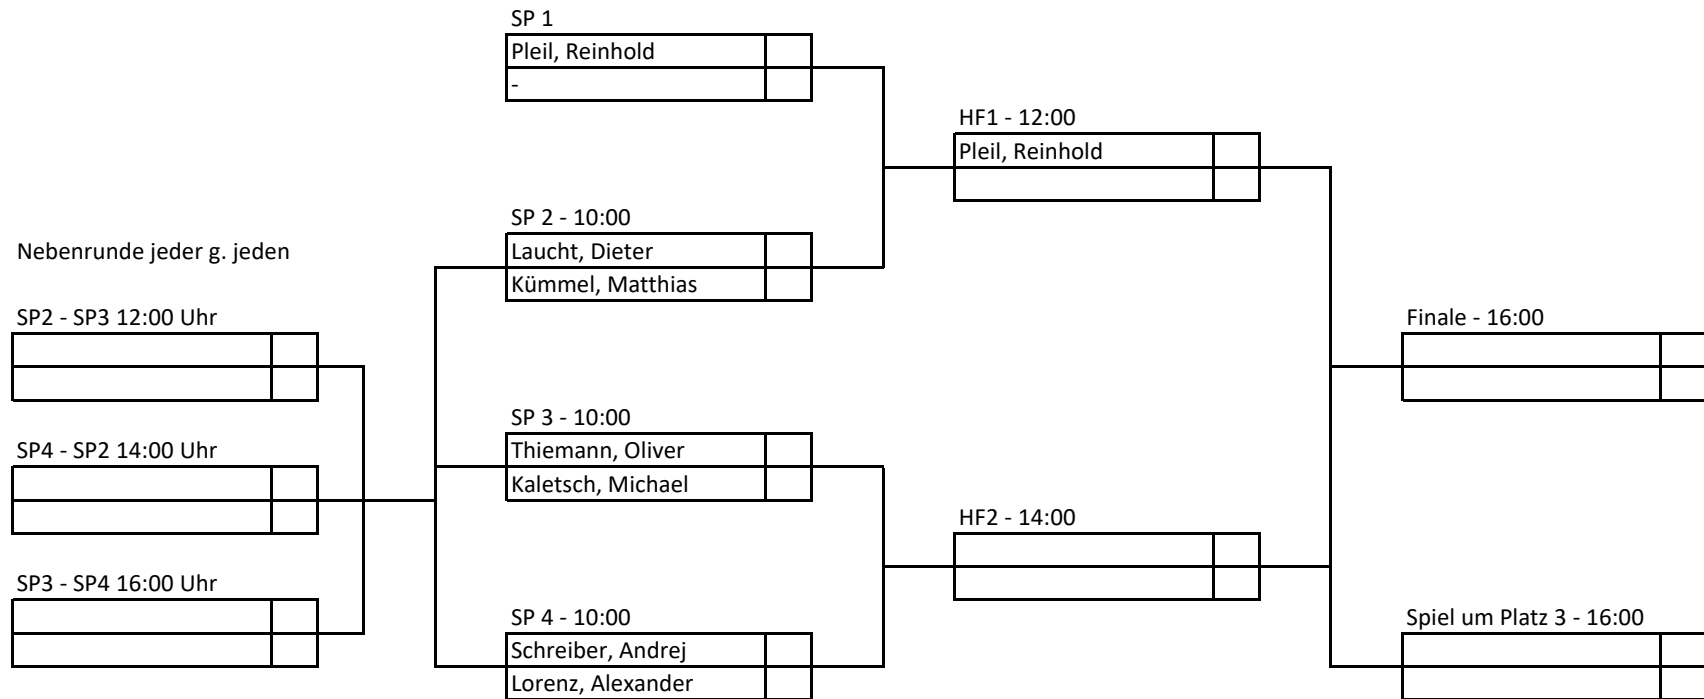 SP 1
Pleil, Reinhold
-
HF1 - 12:00
Pleil, Reinhold
SP 2 - 10:00
Nebenrunde jeder g. jeden
Laucht, Dieter
Kümmel, Matthias
SP2 - SP3 12:00 Uhr
Finale - 16:00
SP 3 - 10:00
SP4 - SP2 14:00 Uhr
Thiemann, Oliver
Kaletsch, Michael
HF2 - 14:00
SP3 - SP4 16:00 Uhr
SP 4 - 10:00
Spiel um Platz 3 - 16:00
Schreiber, Andrej
Lorenz, Alexander